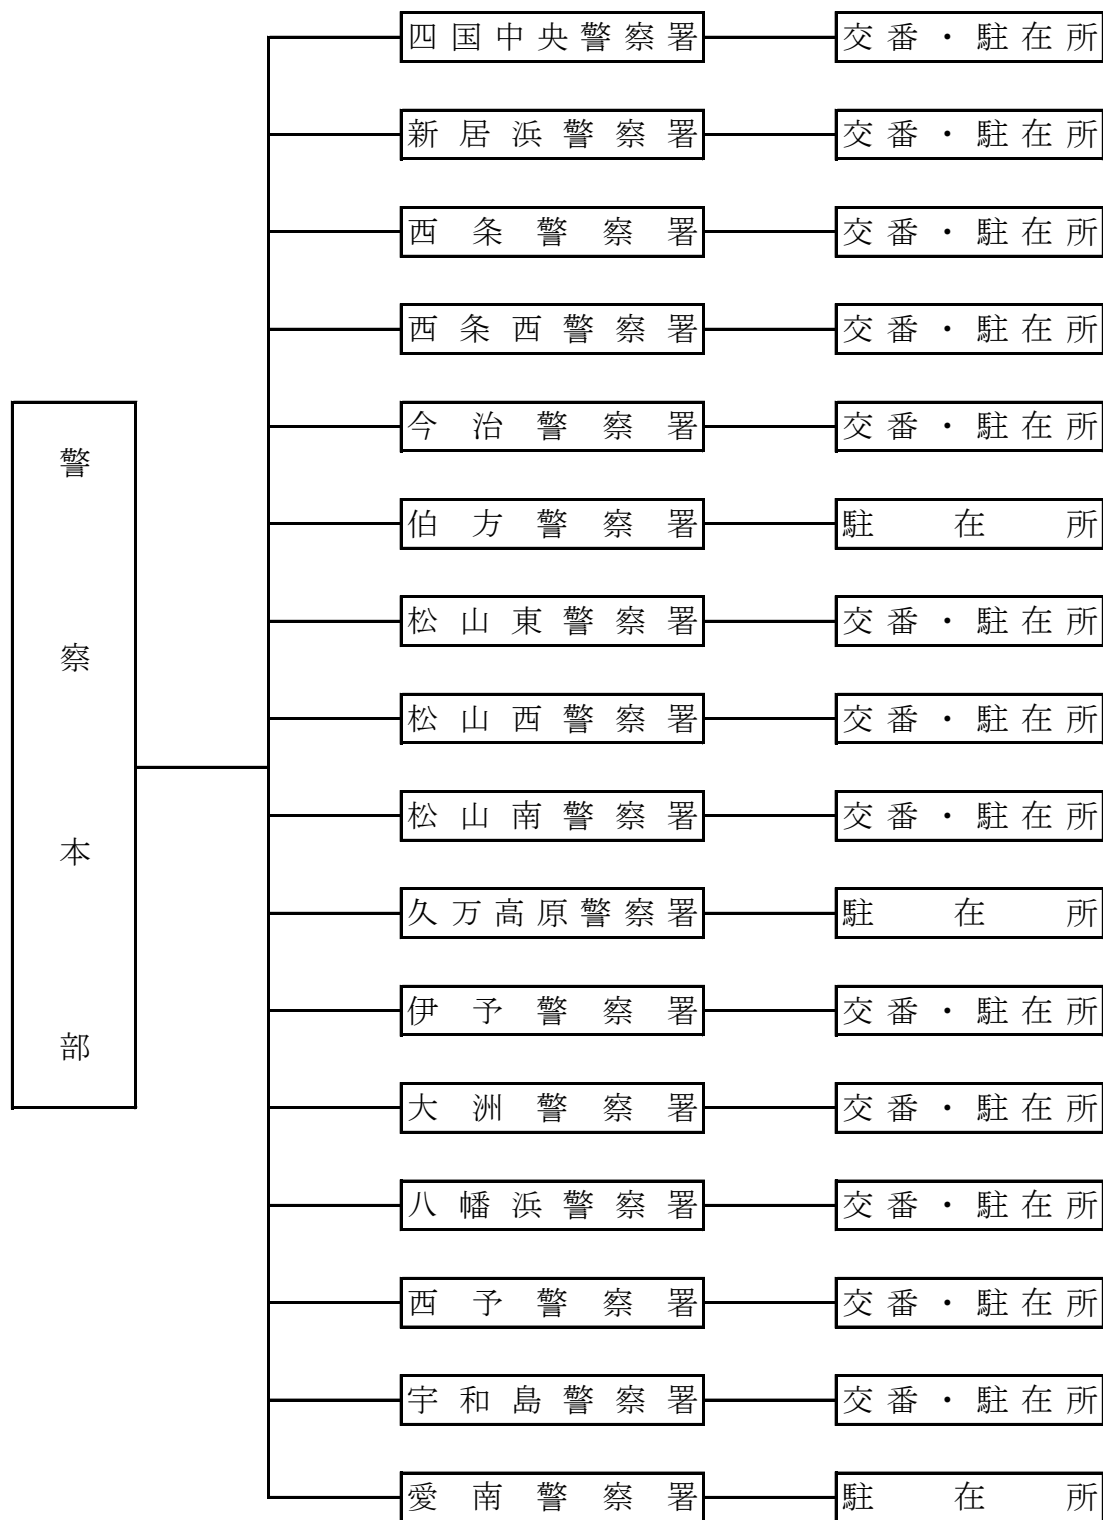 警察本部
四国中央警察署 交番・駐在所
新居浜警察署 交番・駐在所
西条警察署 交番・駐在所
西条西警察署 交番・駐在所
今治警察署 交番・駐在所
伯方警察署 駐在所
松山東警察署 交番・駐在所
松山西警察署 交番・駐在所
松山南警察署 交番・駐在所
久万高原警察署 駐在所
伊予警察署 交番・駐在所
大洲警察署 交番・駐在所
八幡浜警察署 交番・駐在所
西予警察署 交番・駐在所
宇和島警察署 交番・駐在所
愛南警察署 駐在所